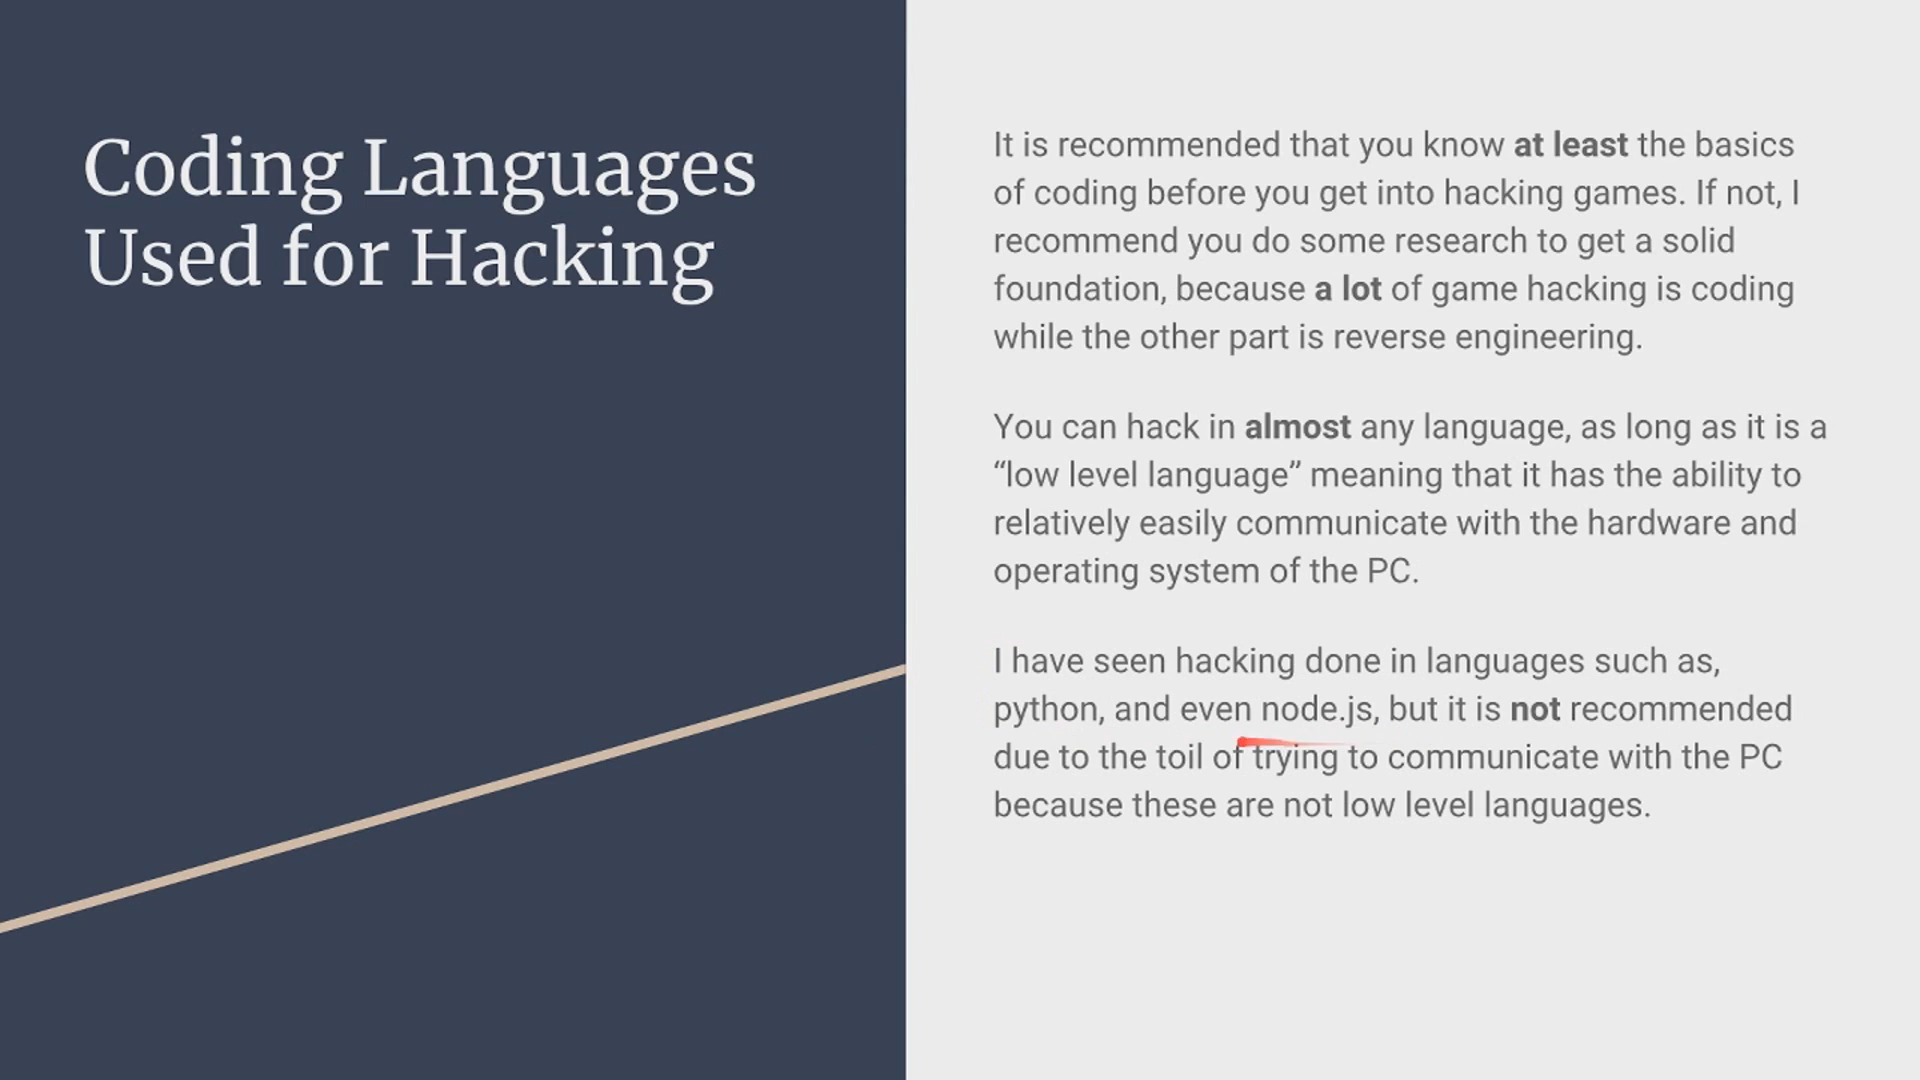 Coding Languages
Used for Hacking
It is recommended that you know at least the basics
of coding before you get into hacking games. If not, I
recommend you do some research to get a solid
foundation, because a lot of game hacking is coding
while the other part is reverse engineering.
You can hack in almost any language, as long as it is a
“low level language” meaning that it has the ability to
relatively easily communicate with the hardware and
operating system of the PC.
I have seen hacking done in languages such as,
python, and even node.js, but it is not recommended
due to the toil of trying to communicate with the PC
because these are not low level languages.